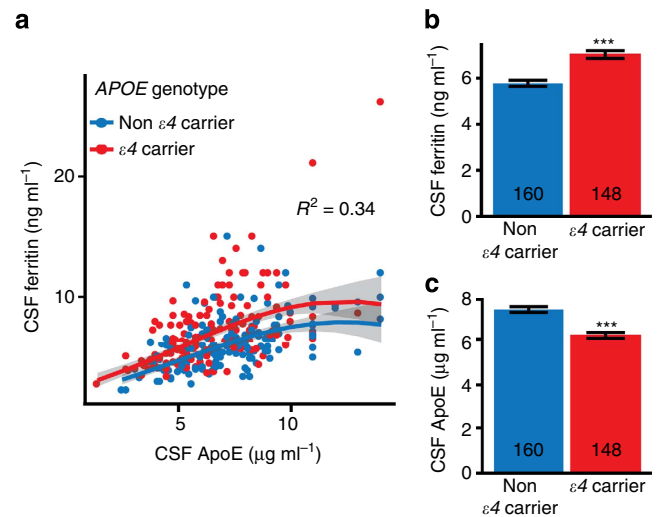 a
APOE genotype
Non ε4 carrier
ε4 carrier
R² = 0.34
20
10
CSF ferritin (ng ml⁻¹)
5
10
CSF ApoE (μg ml⁻¹)
b
***
6
4
2
0
CSF ferritin (ng ml⁻¹)
160
148
Non
ε4 carrier
ε4 carrier
c
***
8
6
4
2
0
CSF ApoE (μg ml⁻¹)
160
148
Non
ε4 carrier
ε4 carrier